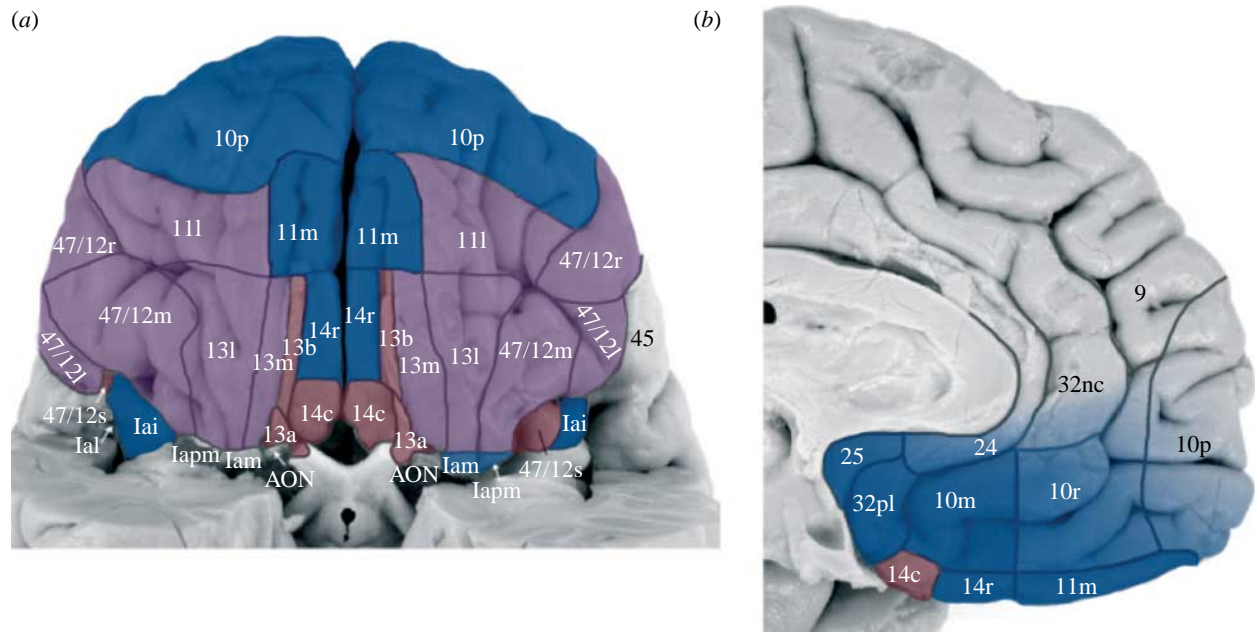 (a)
(b)
10p
10p
11l
11m
11m
11l
47/12r
47/12r
47/12m
14r
14r
13b
13b
47/12m
47/12l
45
47/12l
13l
13m
13m
13l
14c
14c
47/12s
Iai
Iai
Ial
13a
13a
Iapm
Iam
AON
AON
Iam
47/12s
Iapm
9
32nc
24
25
10p
32pl
10m
10r
14c
14r
11m